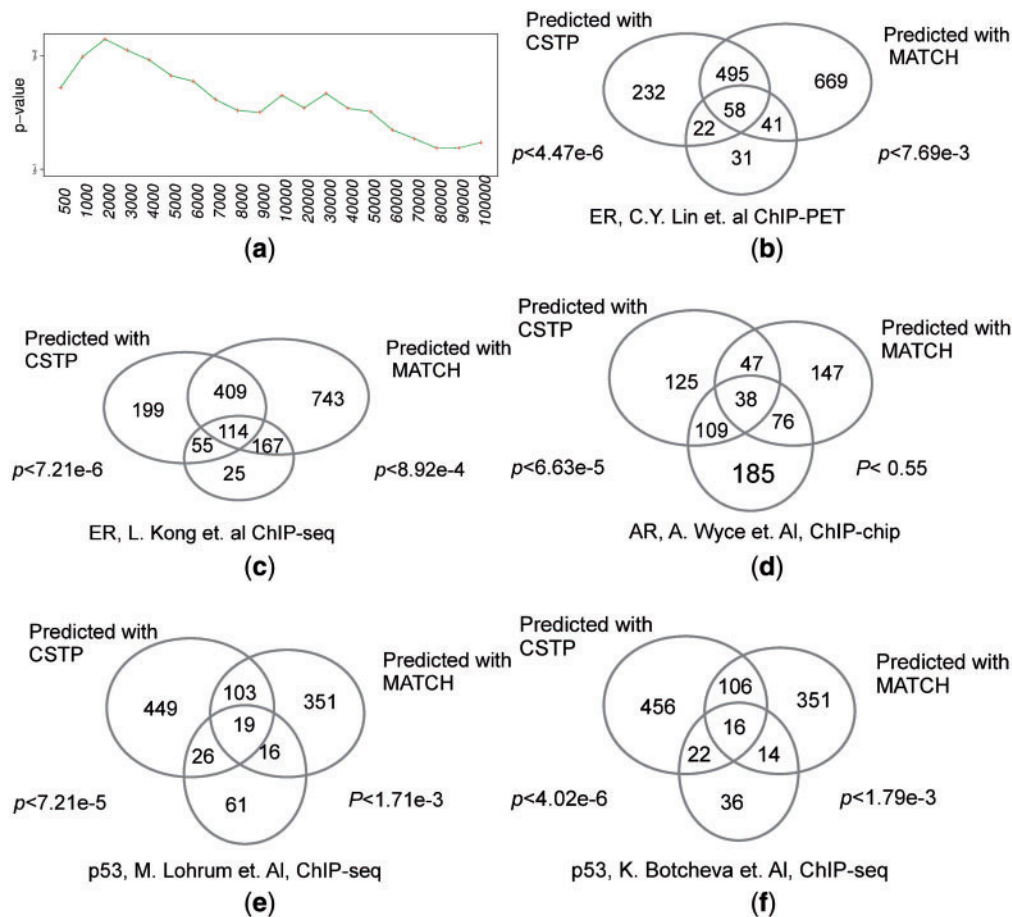 p-value
500
1000
2000
3000
4000
5000
6000
7000
8000
90000
10000
20000
30000
40000
50000
60000
70000
80000
90000
100000
(a)
Predicted with
CSTP
Predicted with
MATCH
232
495
669
58
22
41
31
p<4.47e-6
p<7.69e-3
ER, C.Y. Lin et. al ChIP-PET
(b)
Predicted with
CSTP
Predicted with
MATCH
199
409
743
114
55
167
25
p<7.21e-6
p<8.92e-4
ER, L. Kong et. al ChIP-seq
(c)
Predicted with
CSTP
Predicted with
MATCH
125
47
147
38
109
76
185
p<6.63e-5
P< 0.55
AR, A. Wyce et. Al, ChIP-chip
(d)
Predicted with
CSTP
Predicted with
MATCH
449
103
351
19
26
16
61
p<7.21e-5
P<1.71e-3
p53, M. Lohrum et. Al, ChIP-seq
(e)
Predicted with
CSTP
Predicted with
MATCH
456
106
351
16
22
14
36
p<4.02e-6
p<1.79e-3
p53, K. Botcheva et. Al, ChIP-seq
(f)